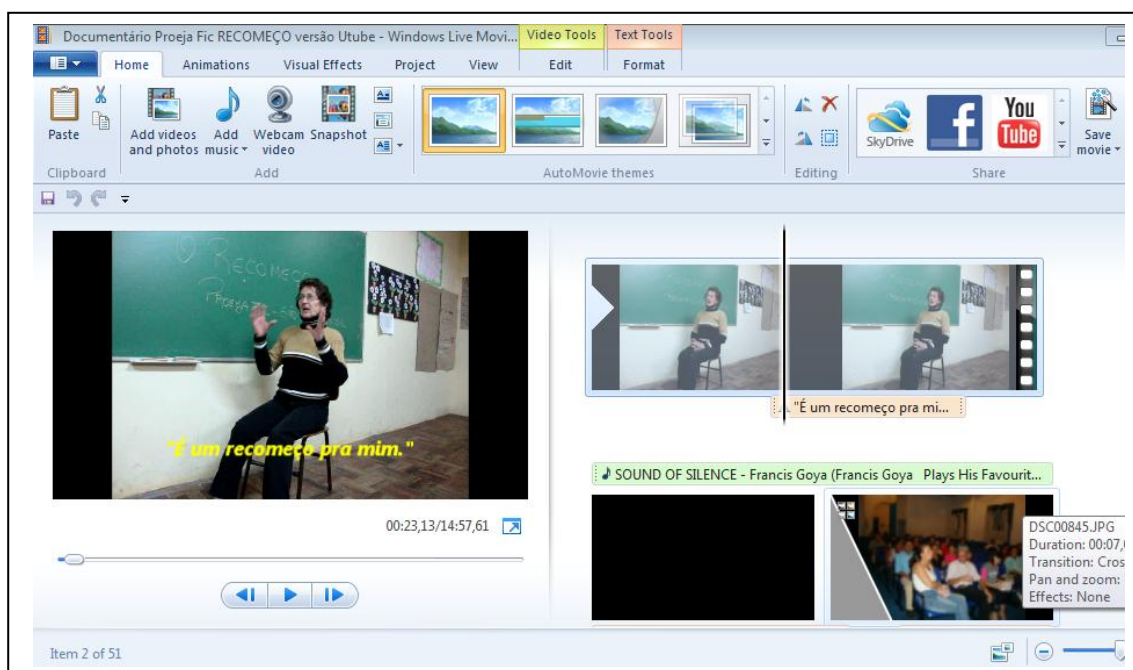 Documentário Proeja Fic RECOMEÇO versão Utube - Windows Live Movi...
Video Tools
Text Tools
Home
Animations
Visual Effects
Project
View
Edit
Format
Paste
Add videos
and photos
Add
music
Webcam
video
Snapshot
SkyDrive
f
You
Tube
Save
movie
Clipboard
Add
AutoMovie themes
Editing
Share
O RECOMEÇO
PROEJA
"É um recomeço pra mim."
"É um recomeço pra mi...
SOUND OF SILENCE - Francis Goya (Francis Goya Plays His Favourit...
00:23,13/14:57,61
DSC00845.JPG
Duration: 00:07,
Transition: Cros
Pan and zoom:
Effects: None
Item 2 of 51